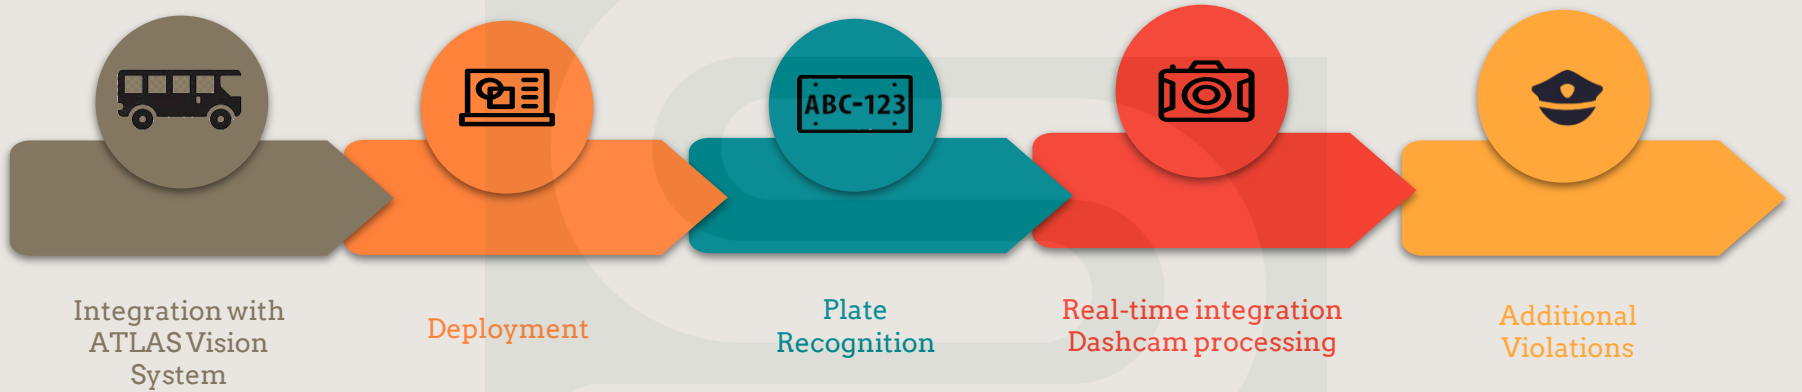 ABC-123
Integration with
ATLAS Vision
System
Deployment
Plate
Recognition
Real-time integration
Dashcam processing
Additional
Violations